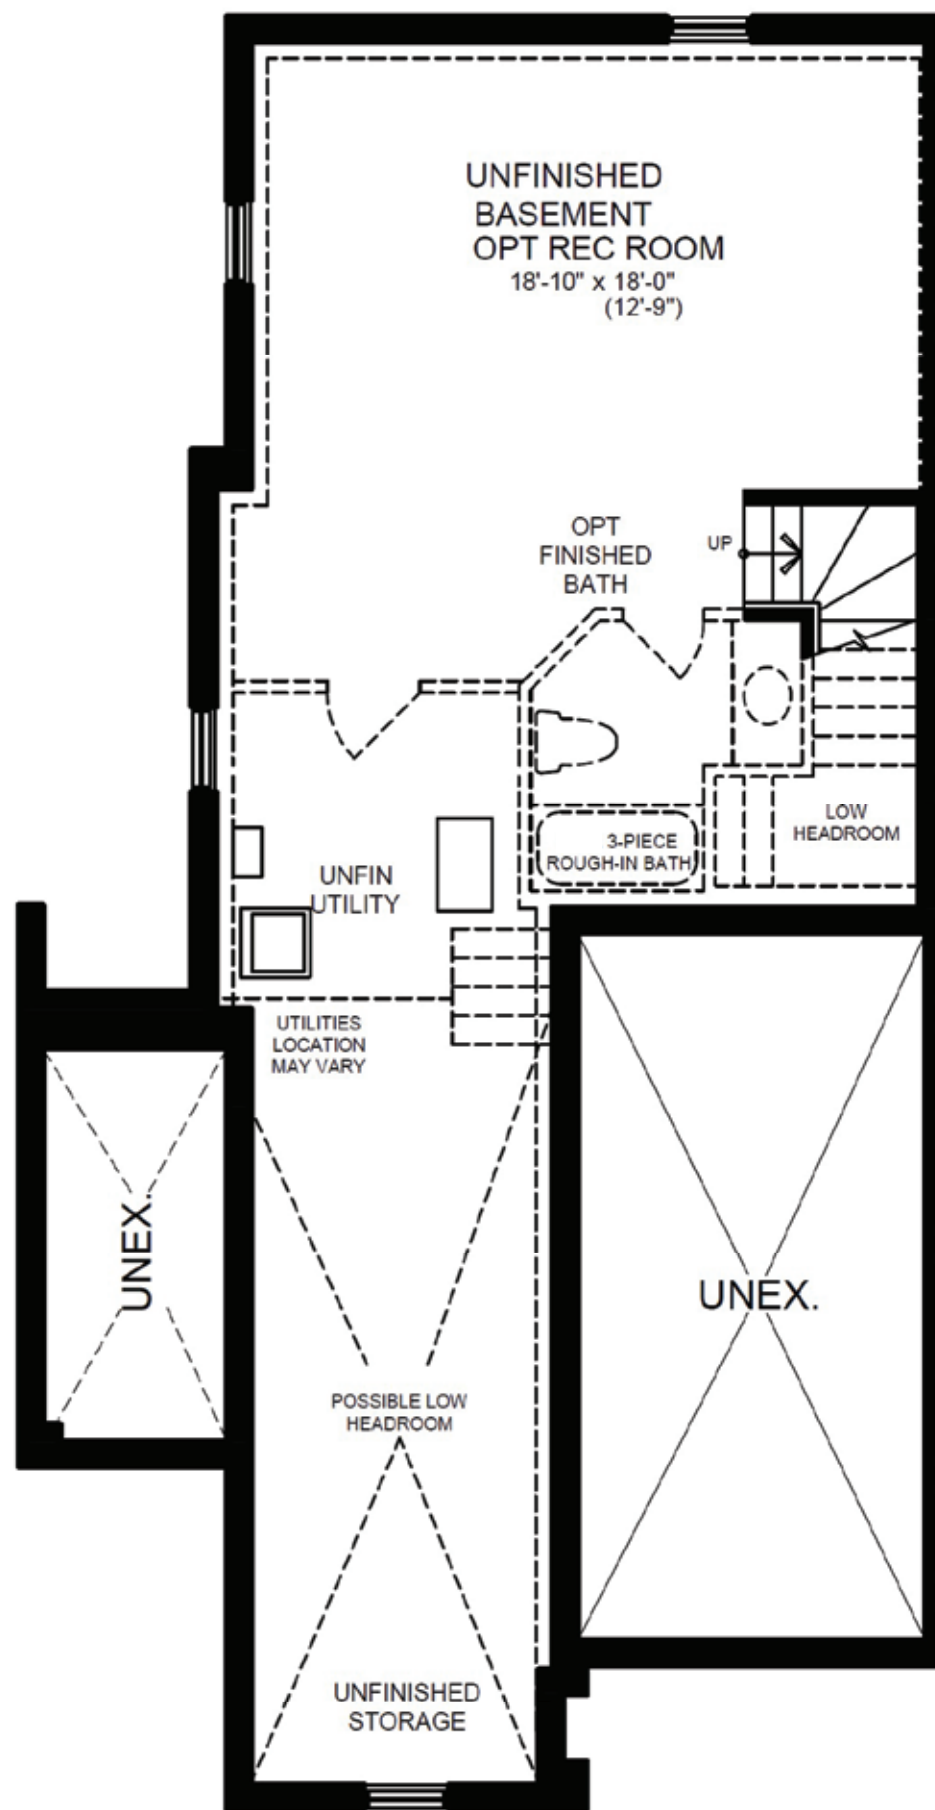 UNFINISHED
BASEMENT
OPT REC ROOM
18'-10" x 18'-0"
(12'-9")
OPT
FINISHED
BATH
UP
LOW
HEADROOM
3-PIECE
ROUGH-IN BATH
UNFIN
UTILITY
UTILITIES
LOCATION
MAY VARY
UNEX.
UNEX.
POSSIBLE LOW
HEADROOM
UNFINISHED
STORAGE